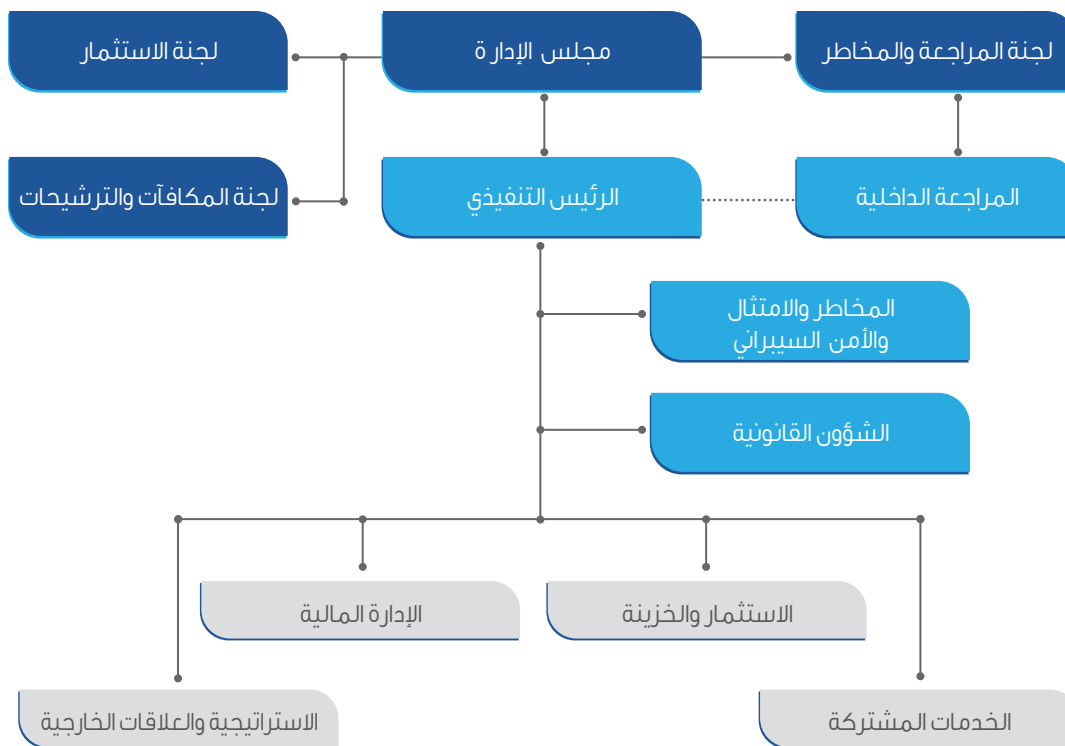 لجنة المراجعة والمخاطر
مجلس الإدارة
لجنة الاستثمار
المراجعة الداخلية
الرئيس التنفيذي
لجنة المكافآت والترشيحات
المخاطر والامتثال
والأمن السيبراني
الشؤون القانونية
الاستثمار والخزينة
الإدارة المالية
الخدمات المشتركة
الاستراتيجية والعلاقات الخارجية